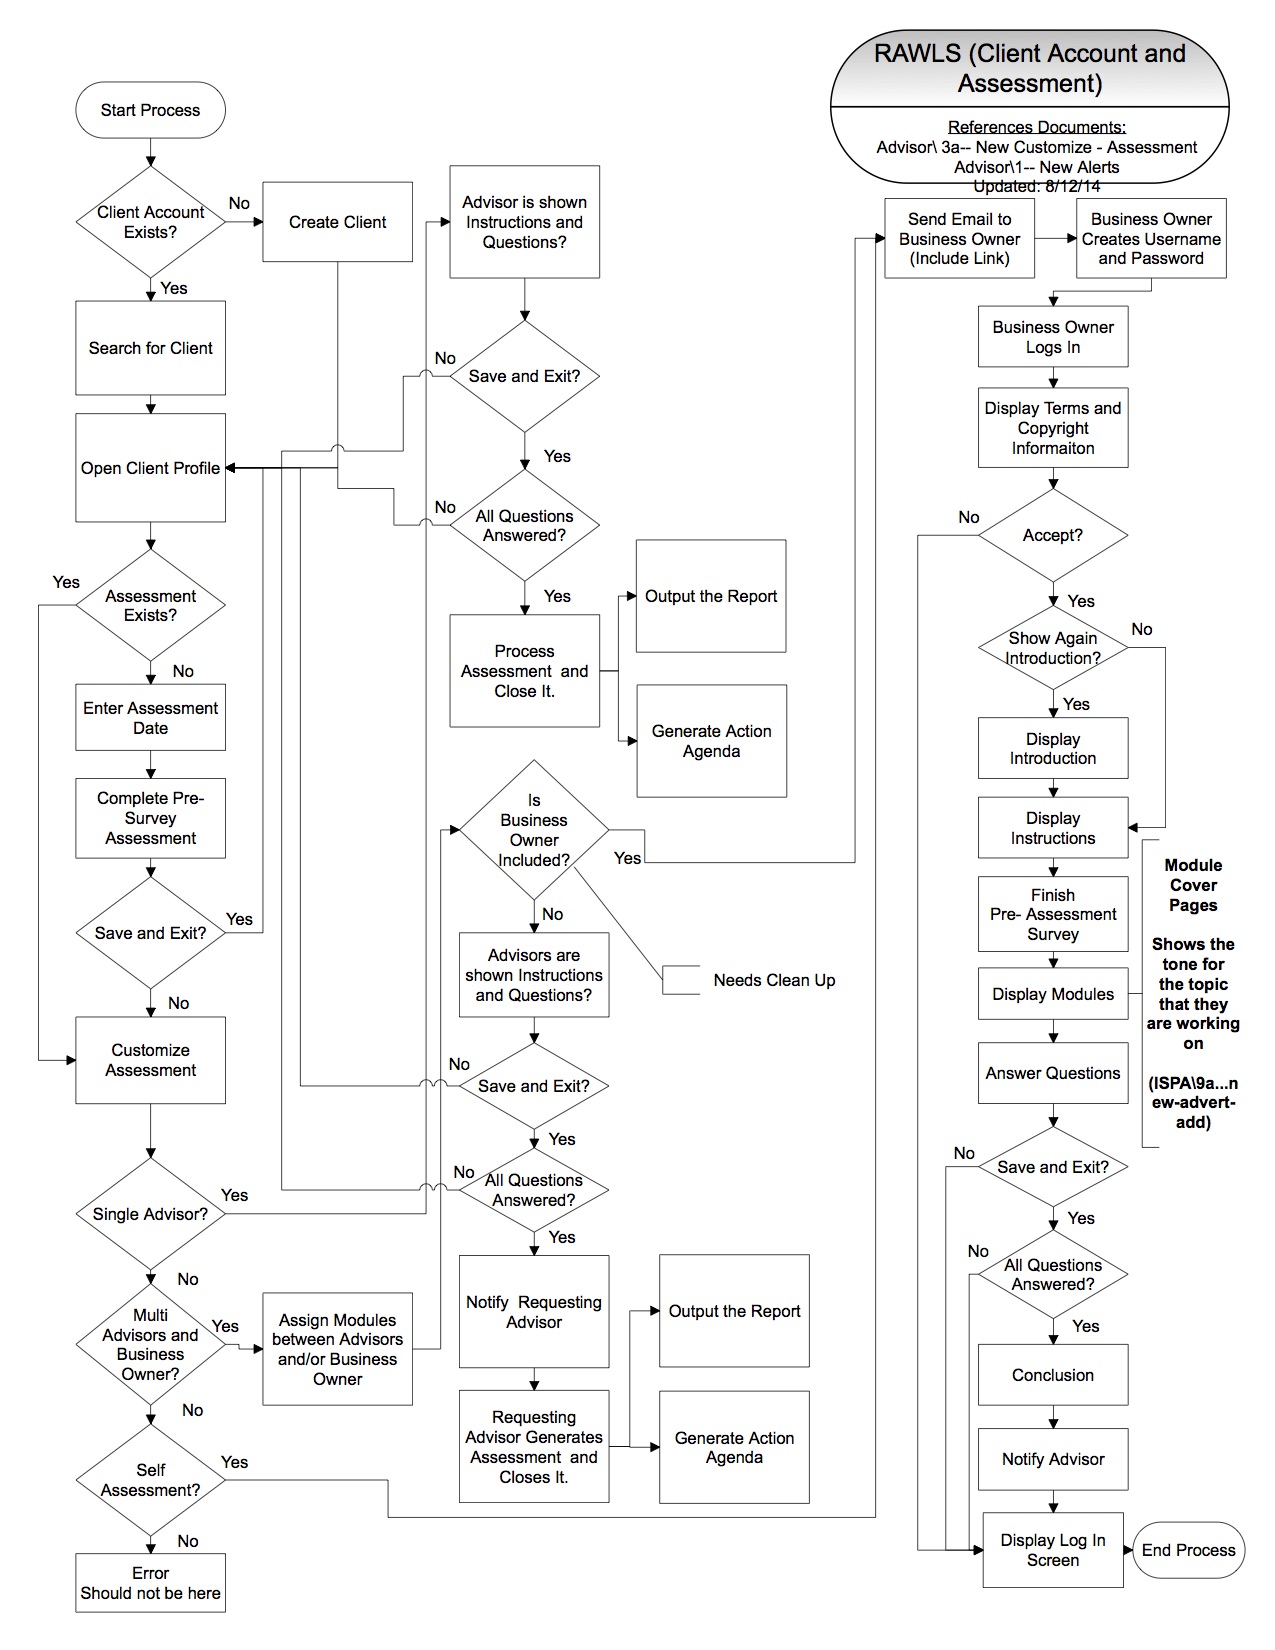 RAWLS (Client Account and
Assessment)
References Documents:
Advisor\ 3a-- New Customize - Assessment
Advisor\1-- New Alerts
Updated: 8/12/14
Start Process
Client Account
Exists?
No
Create Client
Yes
Search for Client
Open Client Profile
Assessment
Exists?
Yes
No
Enter Assessment
Date
Complete Pre-
Survey
Assessment
Save and Exit?
Yes
No
Customize
Assessment
Single Advisor?
Yes
No
Multi
Advisors and
Business
Owner?
Yes
Assign Modules
between Advisors
and/or Business
Owner
No
Self
Assessment?
Yes
No
Error
Should not be here
Advisor is shown
Instructions and
Questions?
Save and Exit?
No
Yes
All Questions
Answered?
No
Yes
Process
Assessment  and
Close It.
Output the Report
Generate Action
Agenda
Is
Business
Owner
Included?
Yes
No
Needs Clean Up
Advisors are
shown Instructions
and Questions?
Save and Exit?
No
Yes
All Questions
Answered?
No
Yes
Notify  Requesting
Advisor
Requesting
Advisor Generates
Assessment  and
Closes It.
Output the Report
Generate Action
Agenda
Send Email to
Business Owner
(Include Link)
Business Owner
Creates Username
and Password
Business Owner
Logs In
Display Terms and
Copyright
Informaiton
Accept?
No
Yes
Show Again
Introduction?
No
Yes
Display
Introduction
Display
Instructions
Finish
Pre- Assessment
Survey
Display Modules
Module
Cover
Pages
Shows the
tone for
the topic
that they
are working
on
(ISPA\9a...n
ew-advert-
add)
Answer Questions
Save and Exit?
No
Yes
All Questions
Answered?
No
Yes
Conclusion
Notify Advisor
Display Log In
Screen
End Process